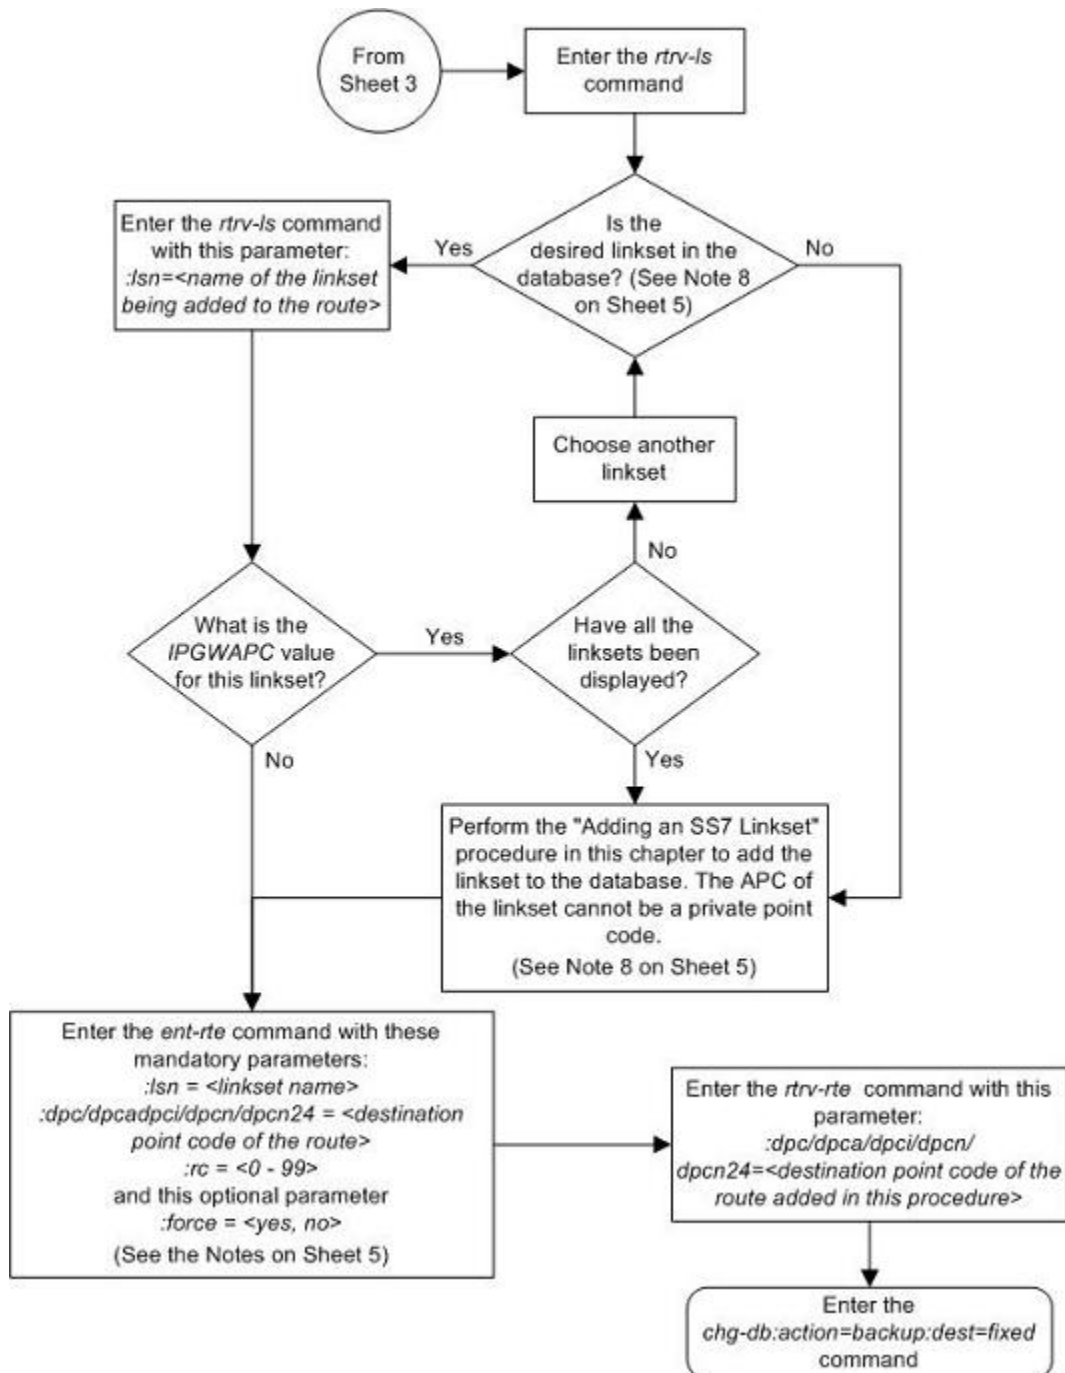 From
Sheet 3
Enter the rtrv-ls
command
Is the
desired linkset in the
database? (See Note 8
on Sheet 5)
Yes
No
Enter the rtrv-ls command
with this parameter:
:lsn=<name of the linkset
being added to the route>
Choose another
linkset
No
What is the
IPGWAPC value
for this linkset?
Yes
Have all the
linksets been
displayed?
No
Yes
Perform the "Adding an SS7 Linkset"
procedure in this chapter to add the
linkset to the database. The APC of
the linkset cannot be a private point
code.
(See Note 8 on Sheet 5)
Enter the ent-rte command with these
mandatory parameters:
:lsn = <linkset name>
:dpc/dpcadpci/dpcn/dpcn24 = <destination
point code of the route>
:rc = <0 - 99>
and this optional parameter
:force = <yes, no>
(See the Notes on Sheet 5)
Enter the rtrv-rte command with this
parameter:
:dpc/dpca/dpci/dpcn/
dpcn24=<destination point code of the
route added in this procedure>
Enter the
chg-db:action=backup:dest=fixed
command